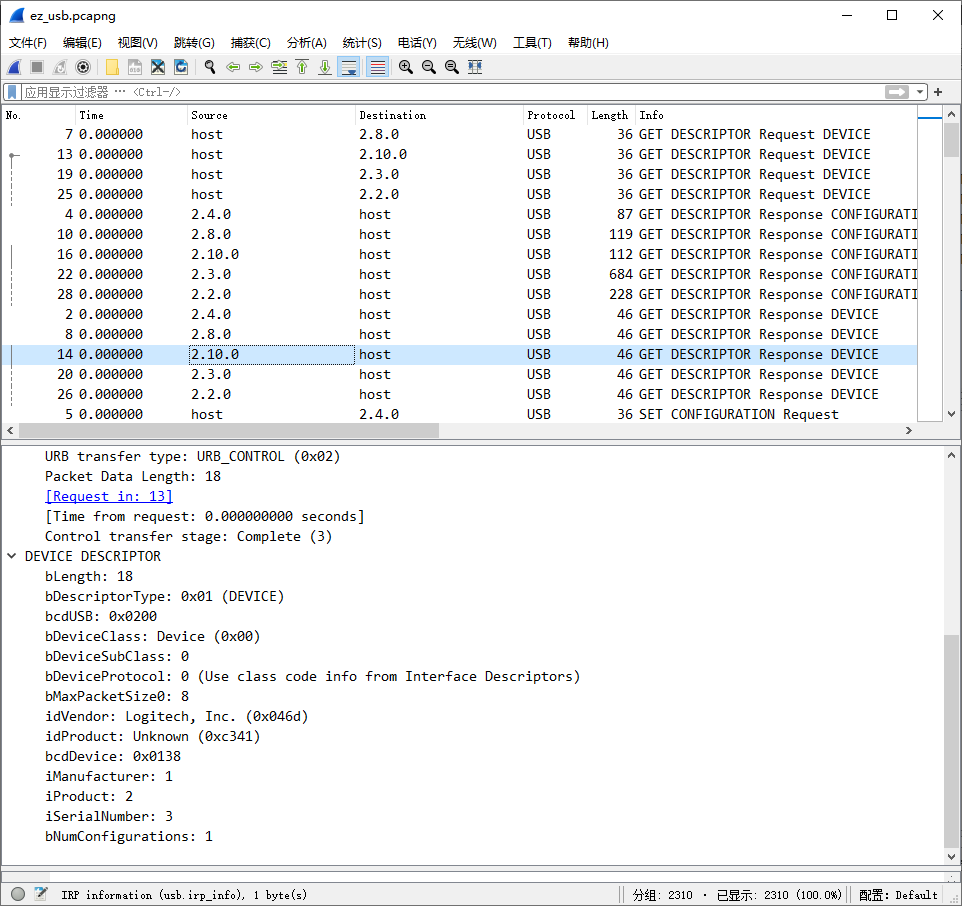 ez_usb.pcapng
文件(F) 编辑(E) 视图(V) 跳转(G) 捕获(C) 分析(A) 统计(S) 电话(Y) 无线(W) 工具(T) 帮助(H)
应用显示过滤器 … <Ctrl-/>
No. Time Source Destination Protocol Length Info
7 0.000000 host 2.8.0 USB 36 GET DESCRIPTOR Request DEVICE
13 0.000000 host 2.10.0 USB 36 GET DESCRIPTOR Request DEVICE
19 0.000000 host 2.3.0 USB 36 GET DESCRIPTOR Request DEVICE
25 0.000000 host 2.2.0 USB 36 GET DESCRIPTOR Request DEVICE
4 0.000000 2.4.0 host USB 87 GET DESCRIPTOR Response CONFIGURATI
10 0.000000 2.8.0 host USB 119 GET DESCRIPTOR Response CONFIGURATI
16 0.000000 2.10.0 host USB 112 GET DESCRIPTOR Response CONFIGURATI
22 0.000000 2.3.0 host USB 684 GET DESCRIPTOR Response CONFIGURATI
28 0.000000 2.2.0 host USB 228 GET DESCRIPTOR Response CONFIGURATI
2 0.000000 2.4.0 host USB 46 GET DESCRIPTOR Response DEVICE
8 0.000000 2.8.0 host USB 46 GET DESCRIPTOR Response DEVICE
14 0.000000 2.10.0 host USB 46 GET DESCRIPTOR Response DEVICE
20 0.000000 2.3.0 host USB 46 GET DESCRIPTOR Response DEVICE
26 0.000000 2.2.0 host USB 46 GET DESCRIPTOR Response DEVICE
5 0.000000 host 2.4.0 USB 36 SET CONFIGURATION Request
URB transfer type: URB_CONTROL (0x02)
Packet Data Length: 18
[Request in: 13]
[Time from request: 0.000000000 seconds]
Control transfer stage: Complete (3)
DEVICE DESCRIPTOR
bLength: 18
bDescriptorType: 0x01 (DEVICE)
bcdUSB: 0x0200
bDeviceClass: Device (0x00)
bDeviceSubClass: 0
bDeviceProtocol: 0 (Use class code info from Interface Descriptors)
bMaxPacketSize0: 8
idVendor: Logitech, Inc. (0x046d)
idProduct: Unknown (0xc341)
bcdDevice: 0x0138
iManufacturer: 1
iProduct: 2
iSerialNumber: 3
bNumConfigurations: 1
IRP information (usb.irp_info), 1 byte(s) 分组: 2310 · 已显示: 2310 (100.0%) 配置: Default